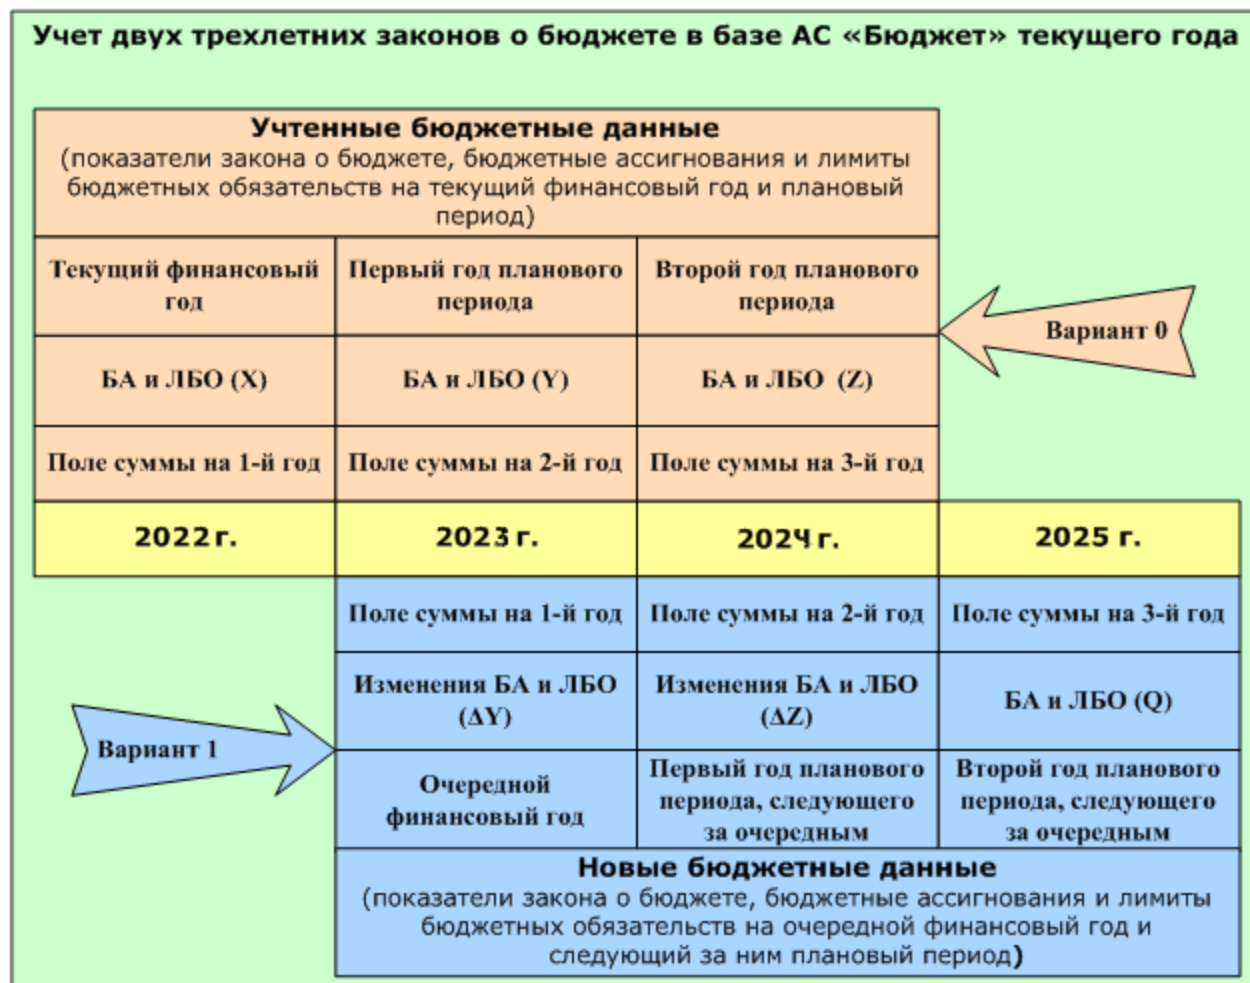 Учет двух трехлетних законов о бюджете в базе АС «Бюджет» текущего года
Учтенные бюджетные данные
(показатели закона о бюджете, бюджетные ассигнования и лимиты
бюджетных обязательств на текущий финансовый год и плановый
период)
Текущий финансовый
год
Первый год планового
периода
Второй год планового
периода
Вариант 0
БА и ЛБО (X)
БА и ЛБО (Y)
БА и ЛБО (Z)
Поле суммы на 1-й год
Поле суммы на 2-й год
Поле суммы на 3-й год
2022 г.
2023 г.
2024 г.
2025 г.
Поле суммы на 1-й год
Поле суммы на 2-й год
Поле суммы на 3-й год
Изменения БА и ЛБО
(ΔY)
Изменения БА и ЛБО
(ΔZ)
БА и ЛБО (Q)
Вариант 1
Очередной
финансовый год
Первый год планового
периода, следующего
за очередным
Второй год планового
периода, следующего
за очередным
Новые бюджетные данные
(показатели закона о бюджете, бюджетные ассигнования и лимиты
бюджетных обязательств на очередной финансовый год и
следующий за ним плановый период)